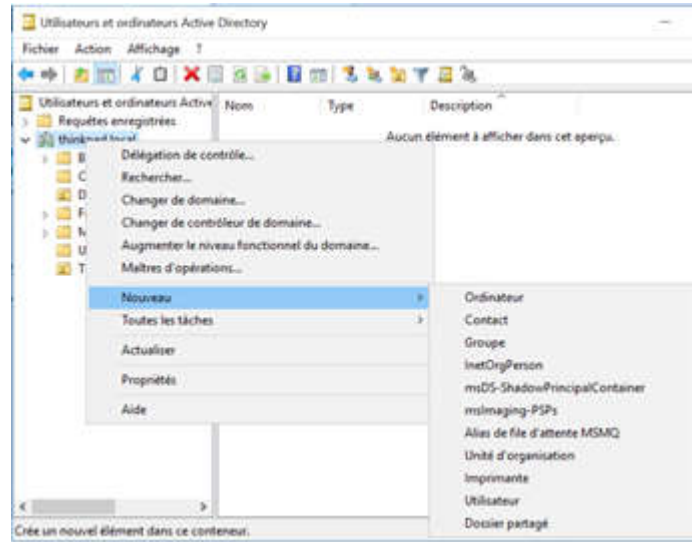 Utilisateurs et ordinateurs Active Directory
Fichier Action Affichage ?
Utilisateurs et ordinateurs Active
Nom Type Description
Requêtes enregistrées
thinkpad.local
Aucun élément à afficher dans cet aperçu.
B
C
D
F
M
U
T
Délégation de contrôle...
Rechercher...
Changer de domaine...
Changer de contrôleur de domaine...
Augmenter le niveau fonctionnel du domaine...
Maîtres d'opérations...
Nouveau
Toutes les tâches
Actualiser
Propriétés
Aide
Ordinateur
Contact
Groupe
InetOrgPerson
msDS-ShadowPrincipalContainer
msImaging-PSPs
Alias de file d'attente MSMQ
Unité d'organisation
Imprimante
Utilisateur
Dossier partagé
Crée un nouvel élément dans ce conteneur.